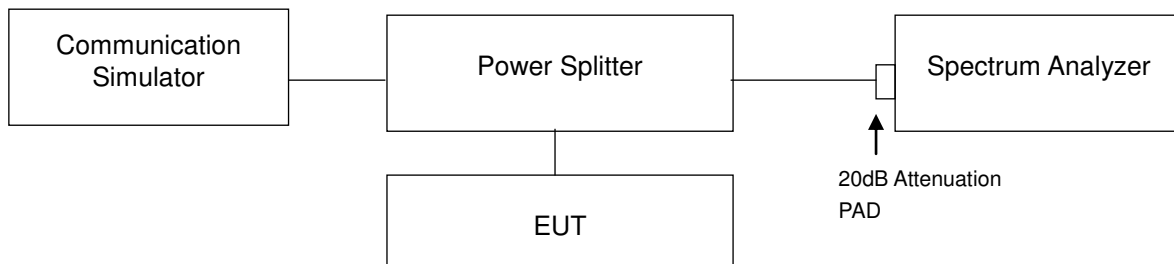 Communication
Simulator
Power Splitter
Spectrum Analyzer
20dB Attenuation
PAD
EUT